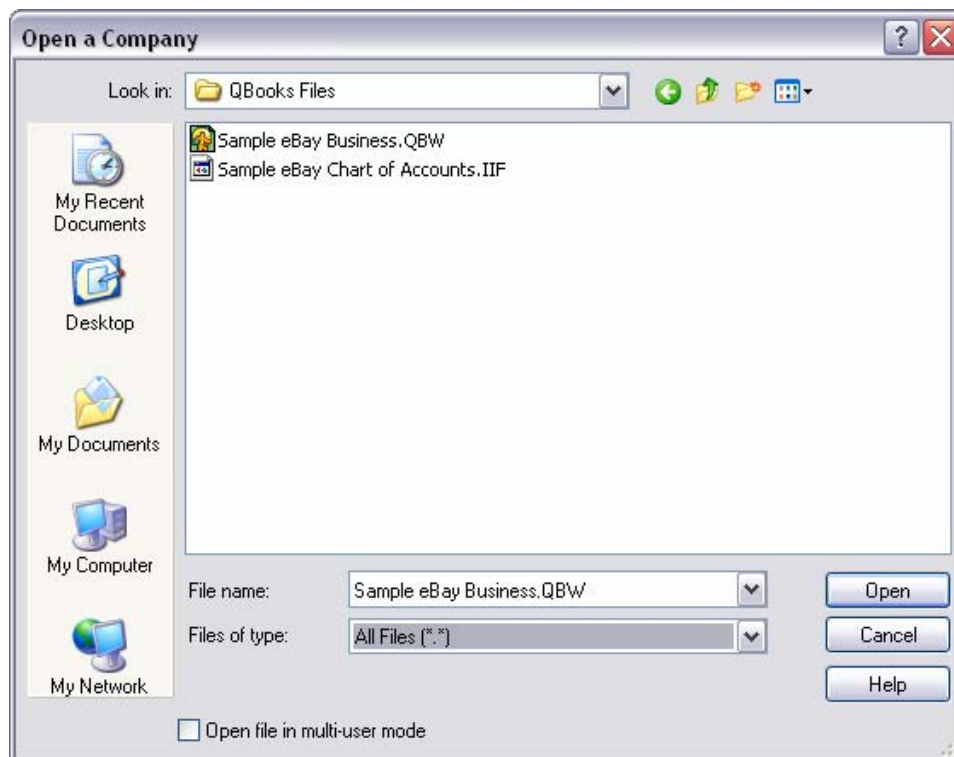 Open a Company
?
Look in:
QBooks Files
Sample eBay Business.QBW
Sample eBay Chart of Accounts.IIF
My Recent
Documents
Desktop
My Documents
My Computer
My Network
File name:
Sample eBay Business.QBW
Open
Files of type:
All Files (*.*)
Cancel
Help
Open file in multi-user mode